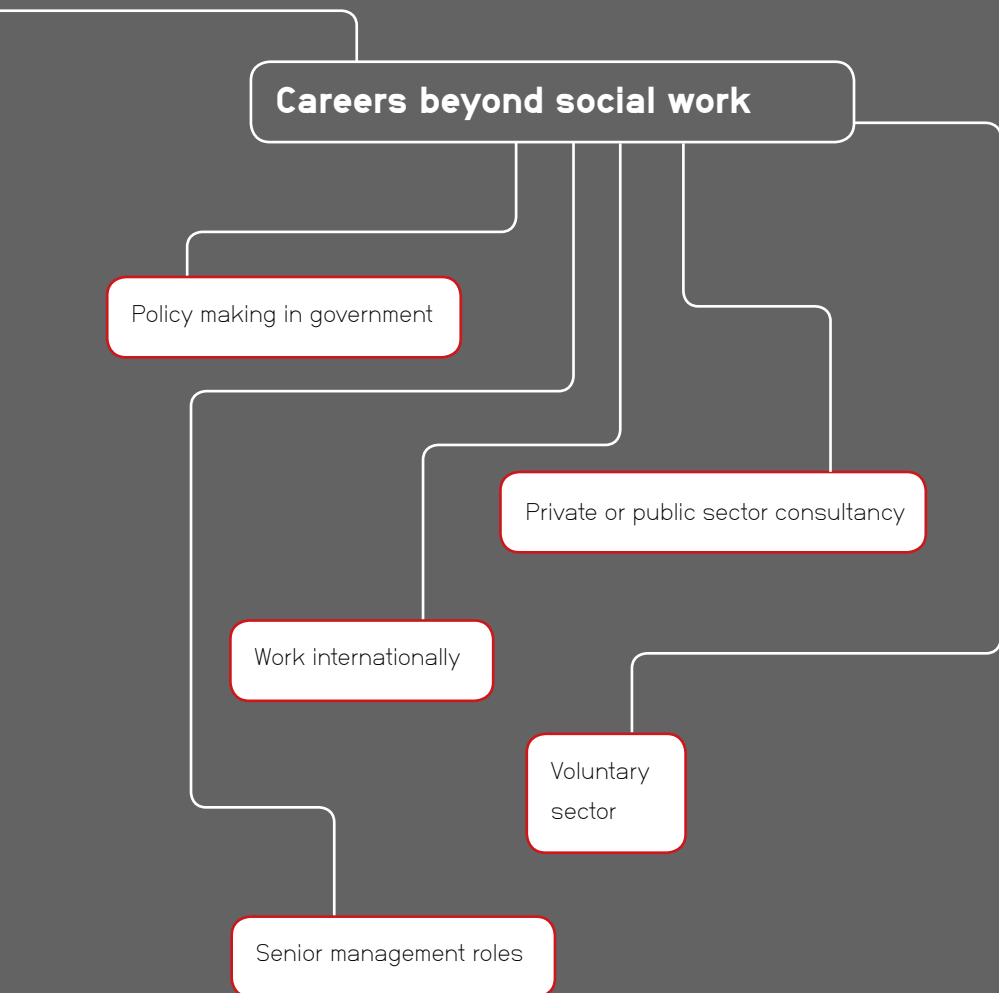 Careers beyond social work
Policy making in government
Private or public sector consultancy
Work internationally
Voluntary
sector
Senior management roles